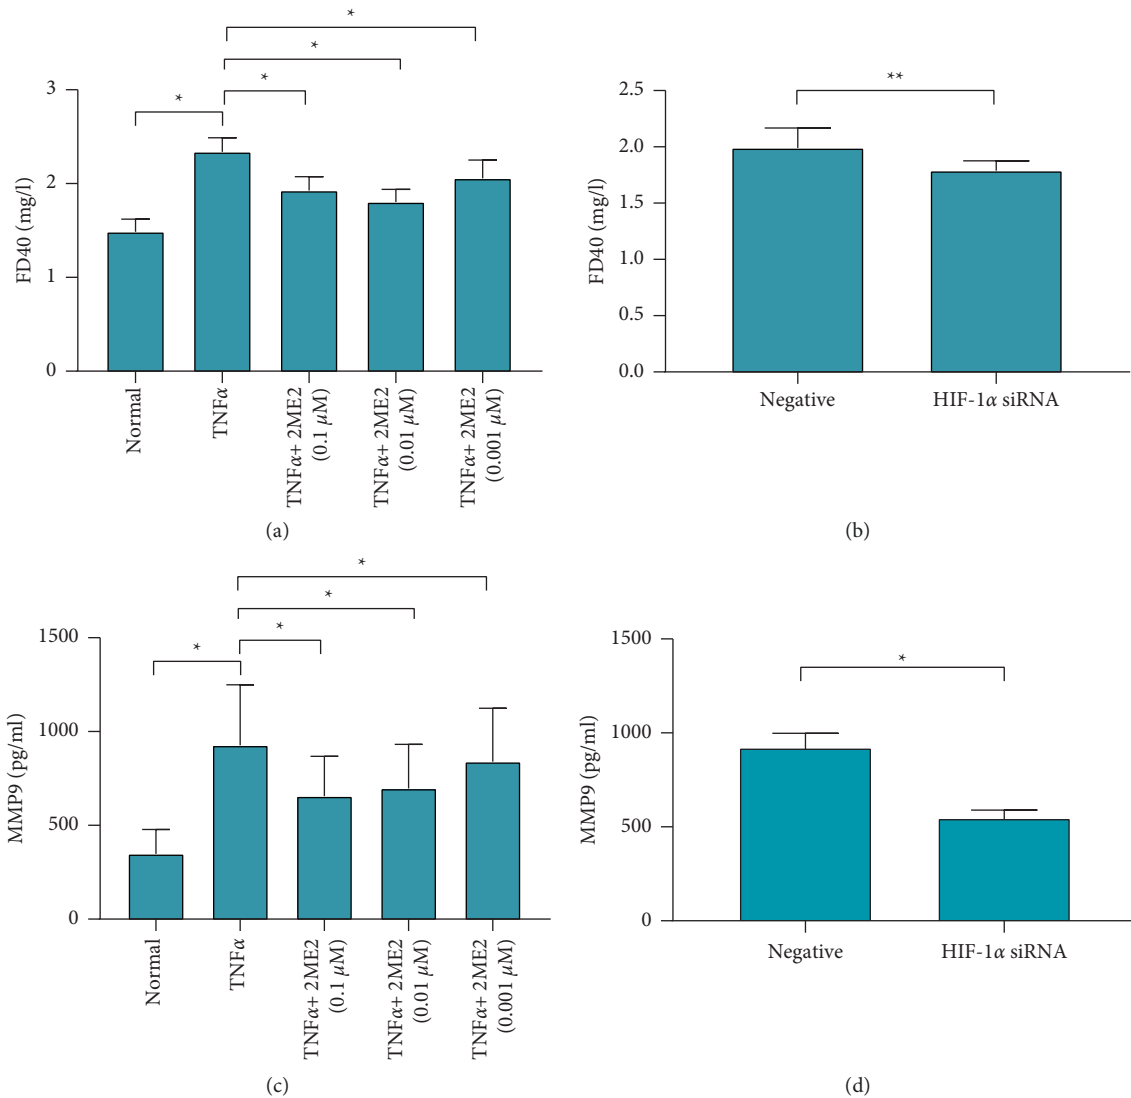 *
*
*
*
3
2
1
0
FD40 (mg/l)
Normal
TNFα
TNFα+ 2ME2
(0.1 μM)
TNFα+ 2ME2
(0.01 μM)
TNFα+ 2ME2
(0.001 μM)
(a)
**
2.5
2.0
1.5
1.0
0.5
0.0
FD40 (mg/l)
Negative
HIF-1α siRNA
(b)
*
*
*
*
1500
1000
500
0
MMP9 (pg/ml)
Normal
TNFα
TNFα+ 2ME2
(0.1 μM)
TNFα+ 2ME2
(0.01 μM)
TNFα+ 2ME2
(0.001 μM)
(c)
*
1500
1000
500
0
MMP9 (pg/ml)
Negative
HIF-1α siRNA
(d)